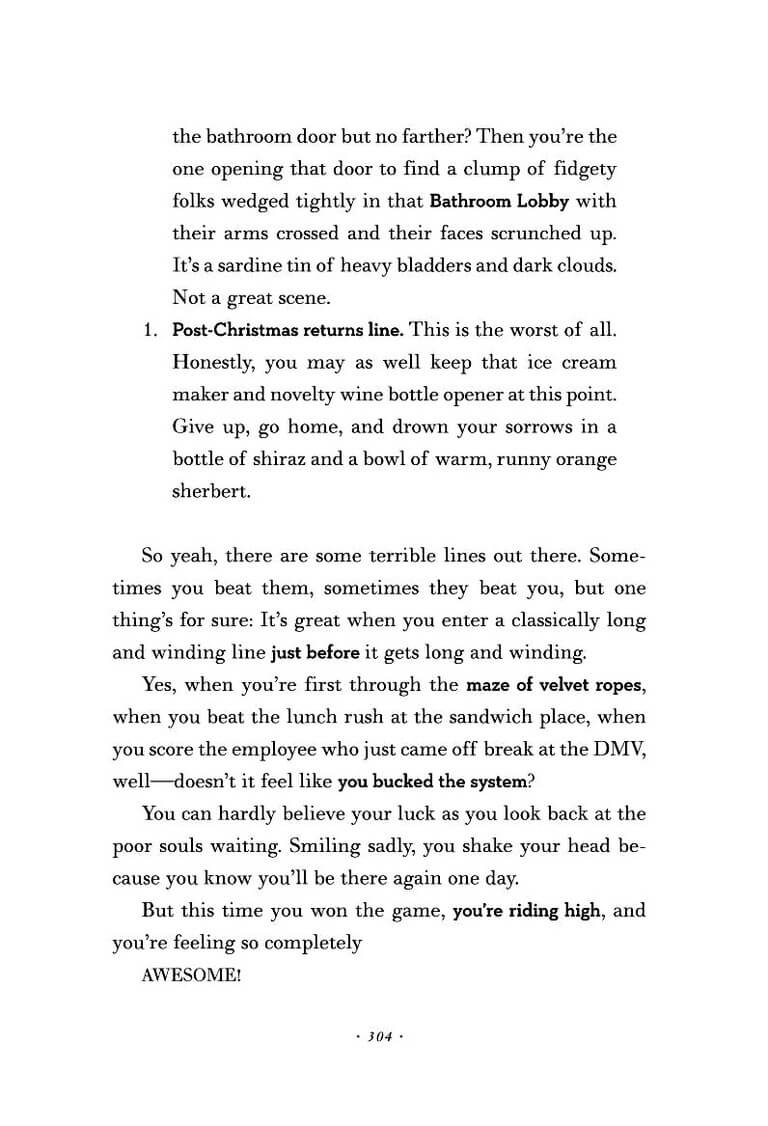 the bathroom door but no farther? Then you’re the
one opening that door to find a clump of fidgety
folks wedged tightly in that Bathroom Lobby with
their arms crossed and their faces scrunched up.
It’s a sardine tin of heavy bladders and dark clouds.
Not a great scene.
1. Post-Christmas returns line. This is the worst of all.
Honestly, you may as well keep that ice cream
maker and novelty wine bottle opener at this point.
Give up, go home, and drown your sorrows in a
bottle of shiraz and a bowl of warm, runny orange
sherbert.
So yeah, there are some terrible lines out there. Some-
times you beat them, sometimes they beat you, but one
thing’s for sure: It’s great when you enter a classically long
and winding line just before it gets long and winding.
Yes, when you’re first through the maze of velvet ropes,
when you beat the lunch rush at the sandwich place, when
you score the employee who just came off break at the DMV,
well—doesn’t it feel like you bucked the system?
You can hardly believe your luck as you look back at the
poor souls waiting. Smiling sadly, you shake your head be-
cause you know you’ll be there again one day.
But this time you won the game, you’re riding high, and
you’re feeling so completely
AWESOME!
· 304 ·